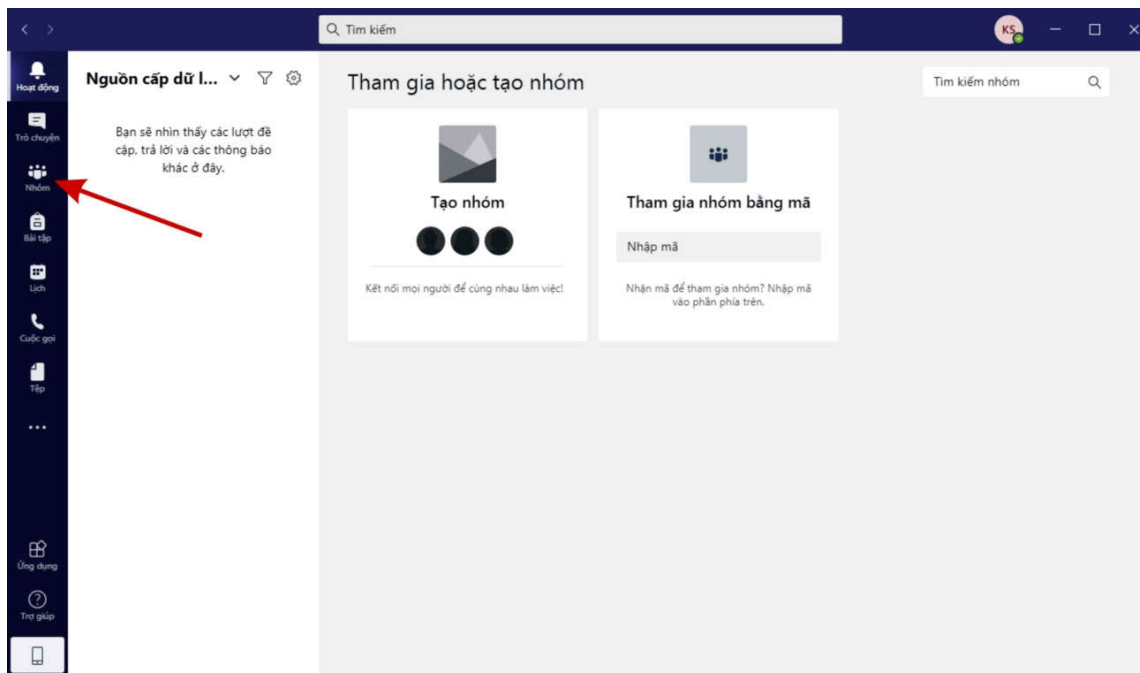 Tìm kiếm
KS
Hoạt động
Trò chuyện
Nhóm
Bài tập
Lịch
Cuộc gọi
Tệp
Ứng dụng
Trợ giúp
Nguồn cấp dữ l...
Bạn sẽ nhìn thấy các lượt đề
cập, trả lời và các thông báo
khác ở đây.
Tham gia hoặc tạo nhóm
Tìm kiếm nhóm
Tạo nhóm
Kết nối mọi người để cùng nhau làm việc!
Tham gia nhóm bằng mã
Nhập mã
Nhận mã để tham gia nhóm? Nhập mã
vào phần phía trên.